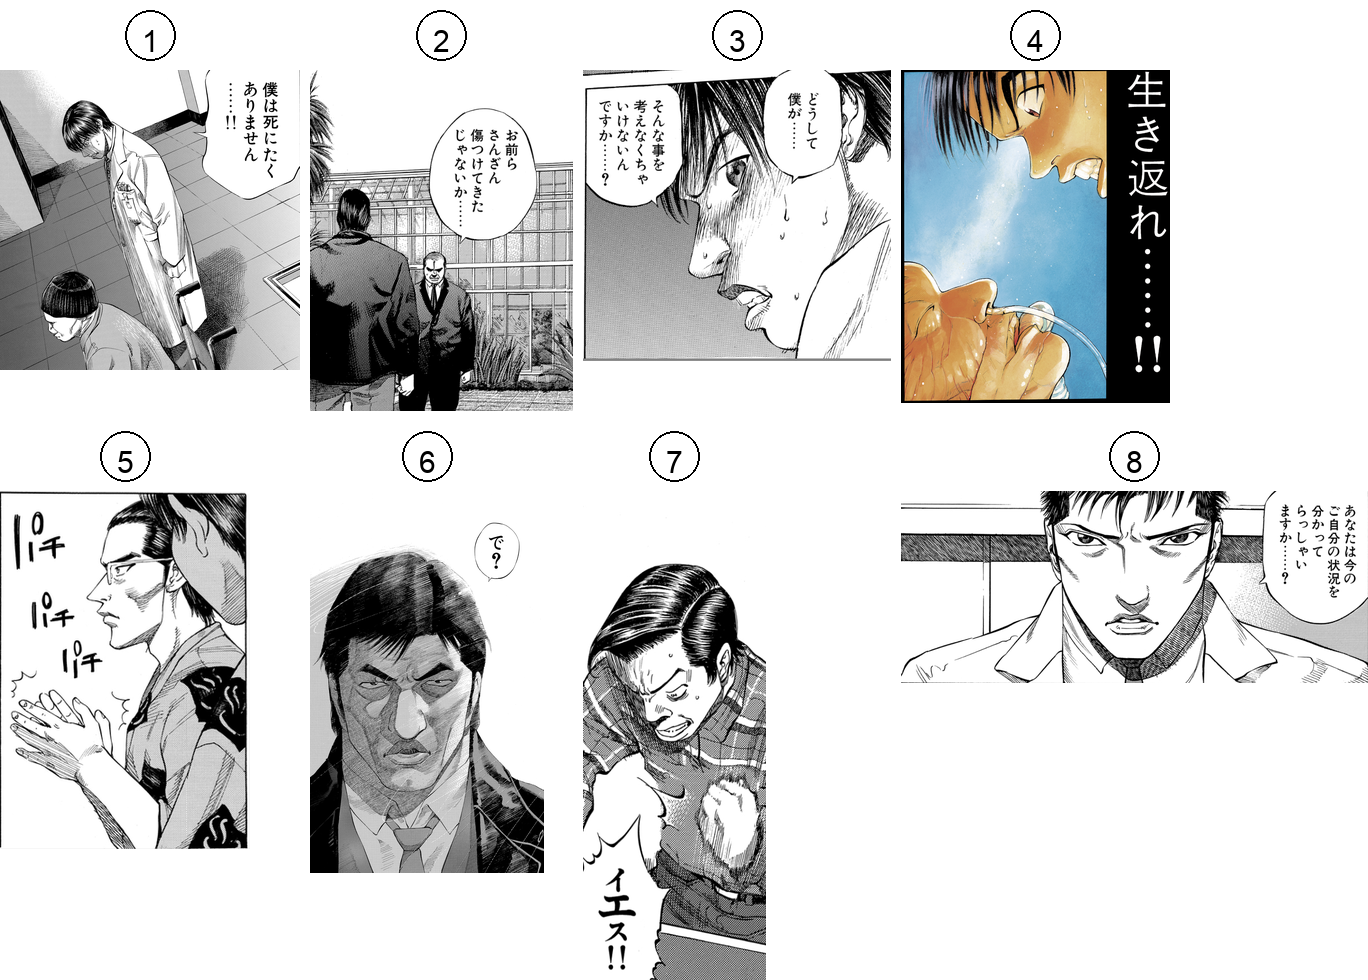 1
僕は死にたく
ありません
……!!
2
お前ら
さんざん
傷つけてきた
じゃないか……
3
どうして
僕が……
そんな事を
考えなくちゃ
いけないん
ですか……?
4
生き返れ……!!
5
パチ
パチ
パチ
6
で?
7
イエス!!
8
あなたは今の
ご自分の状況を
分かって
らっしゃい
ますか……?